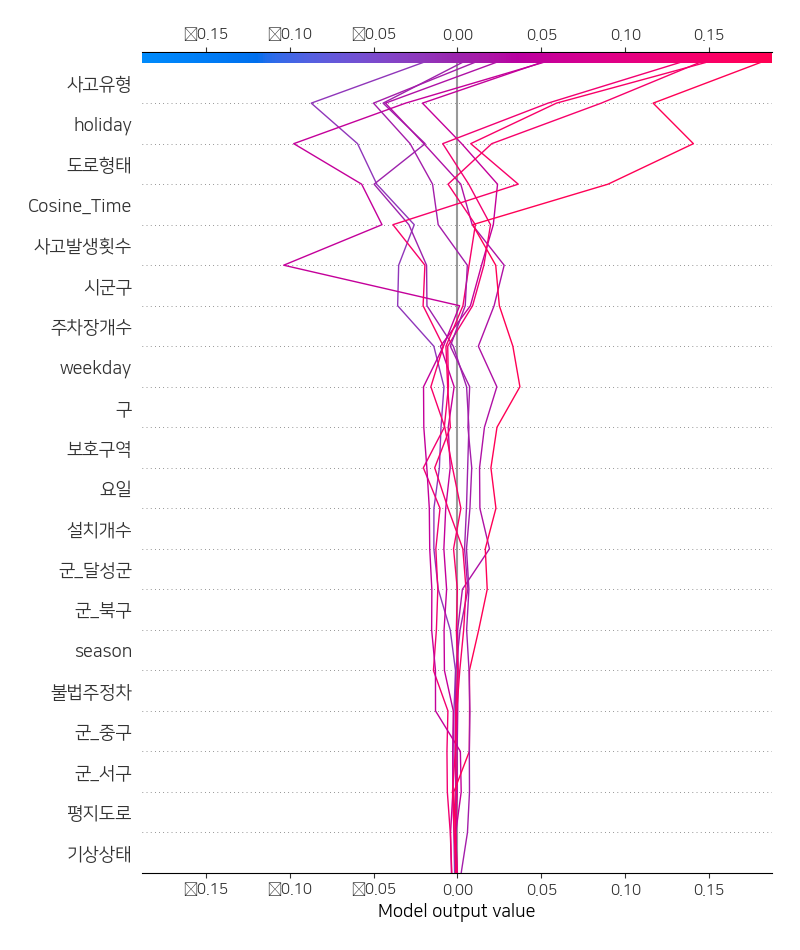 0.15 0.10 0.05 0.00 0.05 0.10 0.15
사고유형
holiday
도로형태
Cosine_Time
사고발생횟수
시군구
주차장개수
weekday
구
보호구역
요일
설치개수
군_달성군
군_북구
season
불법주정차
군_중구
군_서구
평지도로
기상상태
0.15 0.10 0.05 0.00 0.05 0.10 0.15
Model output value